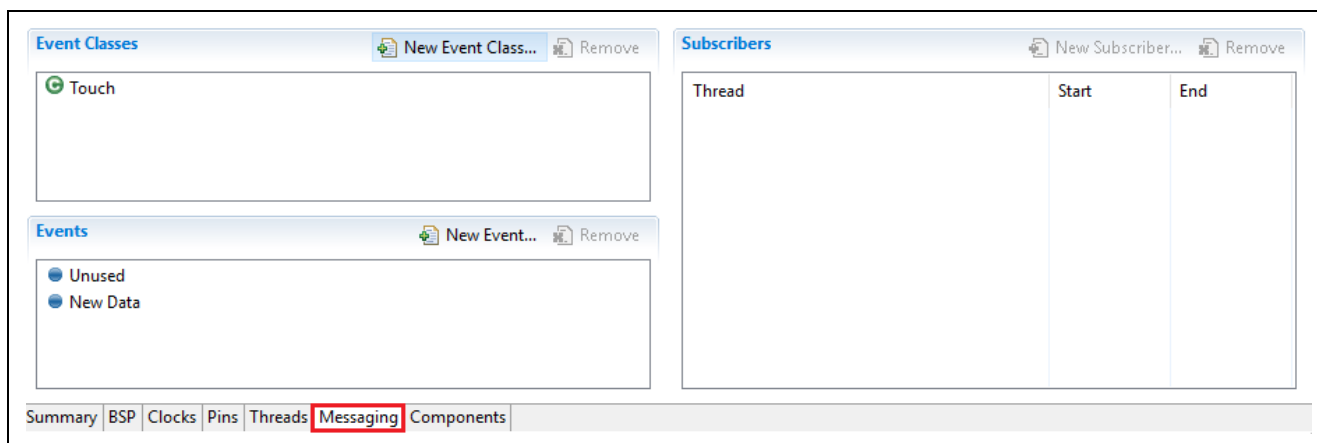 Event Classes New Event Class... Remove
Touch
Events New Event... Remove
Unused
New Data
Subscribers New Subscriber... Remove
Thread Start End
Summary BSP Clocks Pins Threads Messaging Components